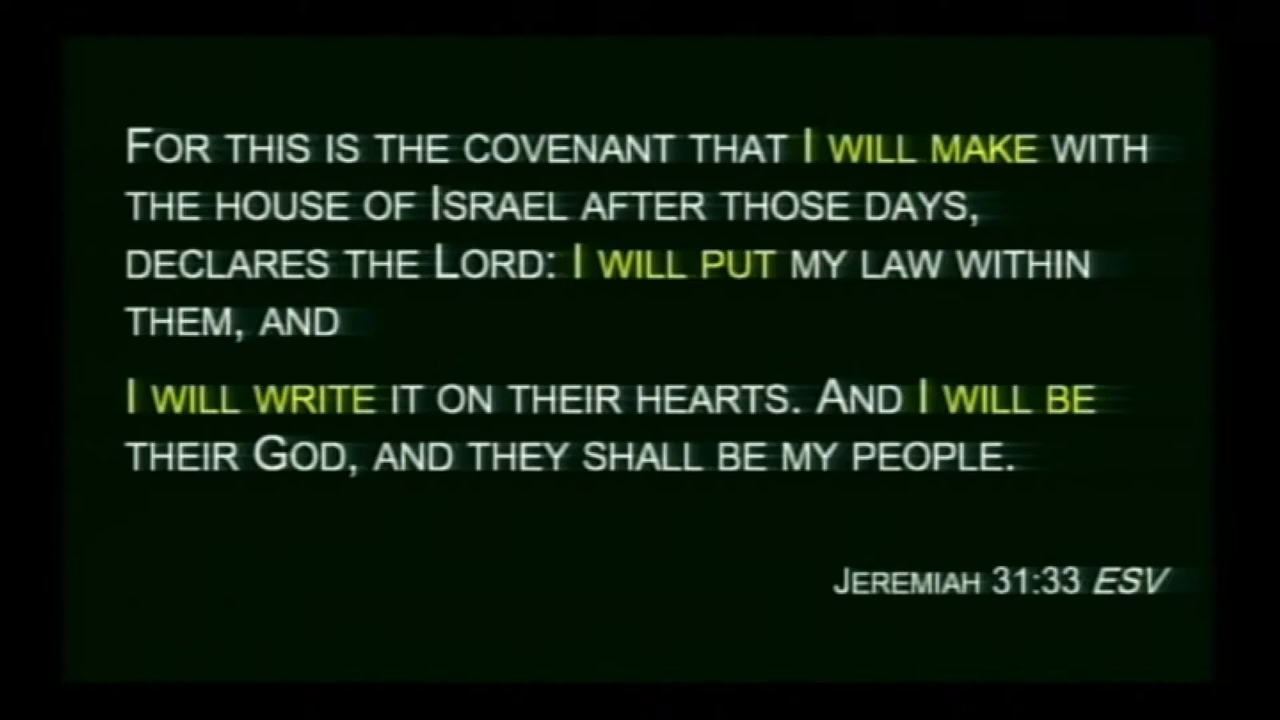 For this is the covenant that I will make with
the house of Israel after those days,
declares the Lord: I will put my law within
them, and
I will write it on their hearts. And I will be
their God, and they shall be my people.
Jeremiah 31:33 ESV